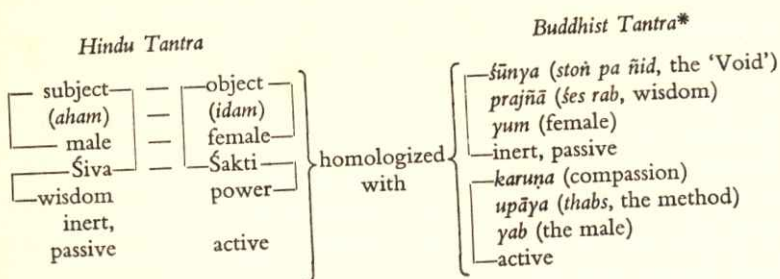 Hindu Tantra
subject — object
(aham) — (idam)
male — female
Śiva — Śakti
wisdom power
inert,
passive active
homologized
with
Buddhist Tantra*
śūnya (stoṅ pa ñid, the ‘Void’)
prajñā (śes rab, wisdom)
yum (female)
inert, passive
karuṇa (compassion)
upāya (thabs, the method)
yab (the male)
active